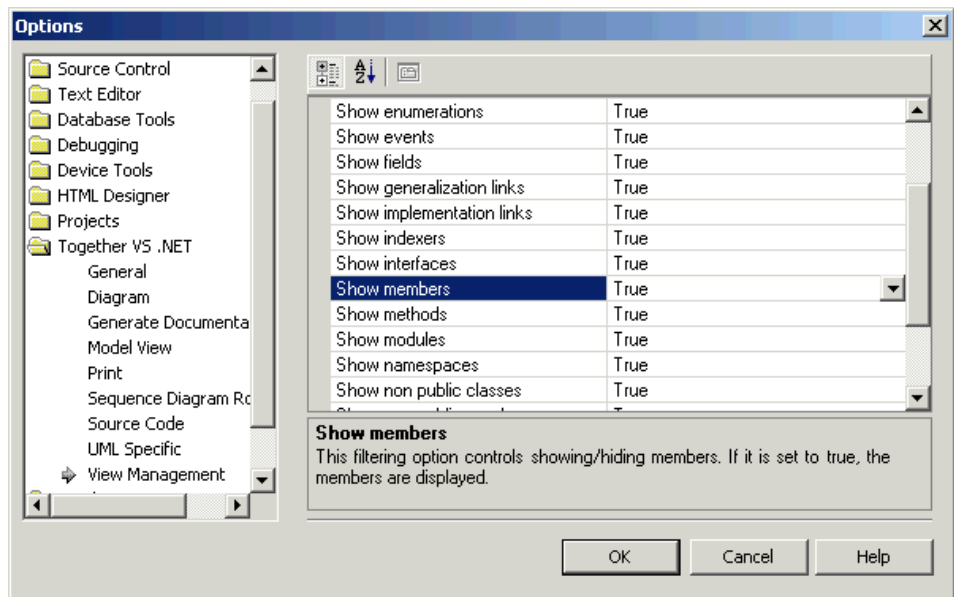 Options
Source Control
Text Editor
Database Tools
Debugging
Device Tools
HTML Designer
Projects
Together VS .NET
General
Diagram
Generate Documenta
Model View
Print
Sequence Diagram Ro
Source Code
UML Specific
View Management
Show enumerations True
Show events True
Show fields True
Show generalization links True
Show implementation links True
Show indexers True
Show interfaces True
Show members True
Show methods True
Show modules True
Show namespaces True
Show non public classes True
Show members
This filtering option controls showing/hiding members. If it is set to true, the
members are displayed.
OK Cancel Help